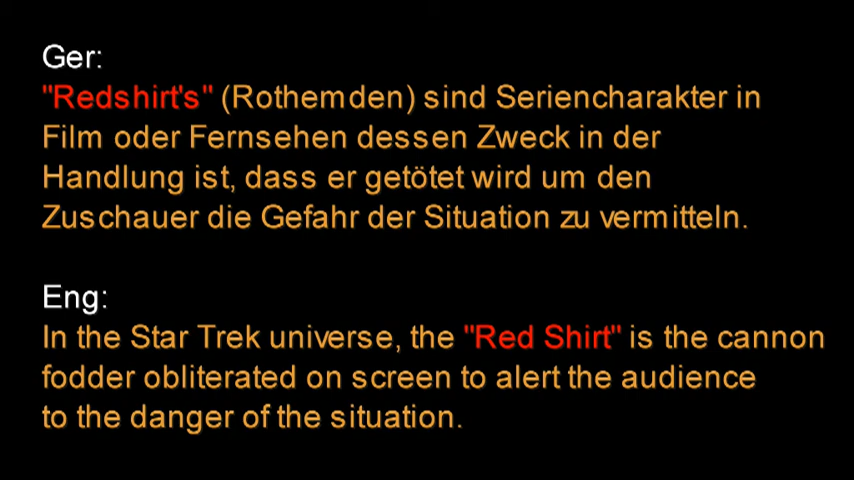 Ger:
"Redshirt's" (Rothemden) sind Seriencharakter in
Film oder Fernsehen dessen Zweck in der
Handlung ist, dass er getötet wird um den
Zuschauer die Gefahr der Situation zu vermitteln.
Eng:
In the Star Trek universe, the "Red Shirt" is the cannon
fodder obliterated on screen to alert the audience
to the danger of the situation.